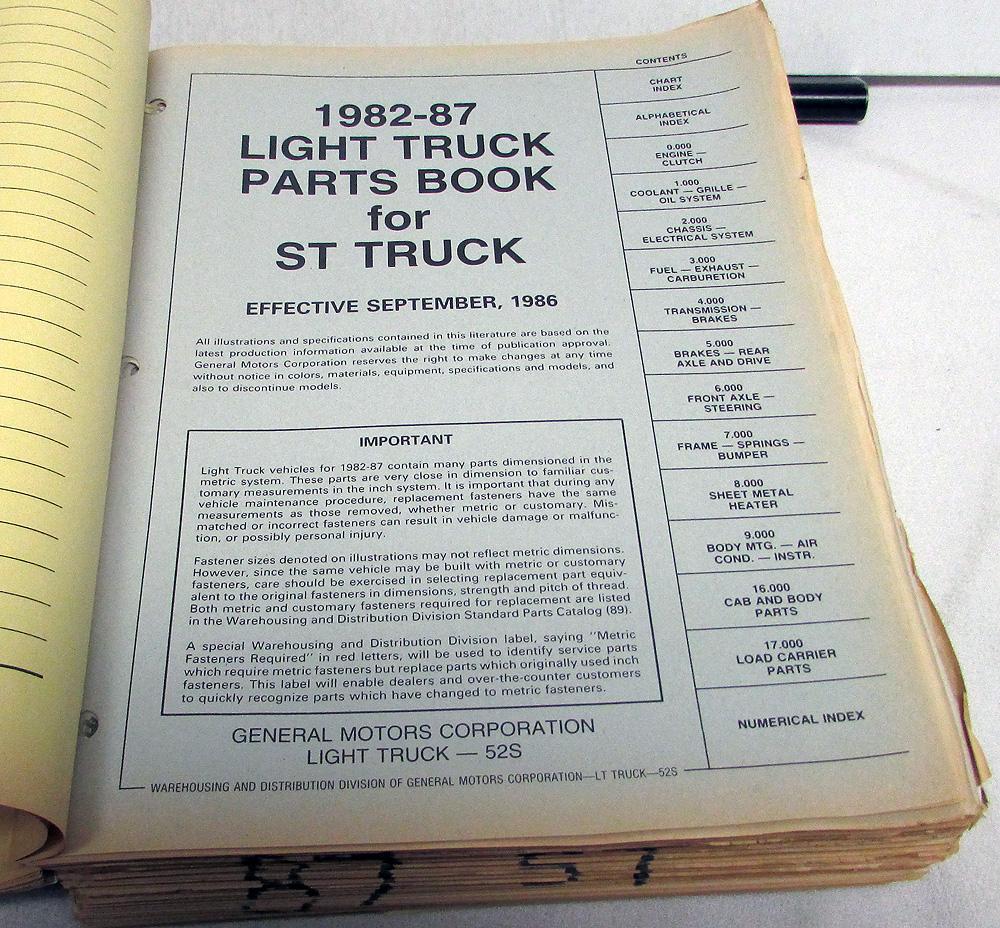 1982-87
LIGHT TRUCK
PARTS BOOK
for
ST TRUCK
EFFECTIVE SEPTEMBER, 1986
All illustrations and specifications contained in this literature are based on the
latest production information available at the time of publication approval.
General Motors Corporation reserves the right to make changes at any time
without notice in colors, materials, equipment, specifications and models, and
also to discontinue models.
IMPORTANT
Light Truck vehicles for 1982-87 contain many parts dimensioned in the
metric system. These parts are very close in dimension to familiar cus-
tomary measurements in the inch system. It is important that during any
vehicle maintenance procedure, replacement fasteners have the same
measurements as those removed, whether metric or customary. Mis-
matched or incorrect fasteners can result in vehicle damage or malfunc-
tion, or possibly personal injury.
Fastener sizes denoted on illustrations may not reflect metric dimensions.
However, since the same vehicle may be built with metric or customary
fasteners, care should be exercised in selecting replacement part equiv-
alent to the original fasteners in dimensions, strength and pitch of thread.
Both metric and customary fasteners required for replacement are listed
in the Warehousing and Distribution Division Standard Parts Catalog (89).
A special Warehousing and Distribution Division label, saying "Metric
Fasteners Required" in red letters, will be used to identify service parts
which require metric fasteners but replace parts which originally used inch
fasteners. This label will enable dealers and over-the-counter customers
to quickly recognize parts which have changed to metric fasteners.
GENERAL MOTORS CORPORATION
LIGHT TRUCK — 52S
WAREHOUSING AND DISTRIBUTION DIVISION OF GENERAL MOTORS CORPORATION—LT TRUCK—52S
CONTENTS
CHART
INDEX
ALPHABETICAL
INDEX
0.000
ENGINE —
CLUTCH
1.000
COOLANT — GRILLE —
OIL SYSTEM
2.000
CHASSIS —
ELECTRICAL SYSTEM
3.000
FUEL — EXHAUST —
CARBURETION
4.000
TRANSMISSION —
BRAKES
5.000
BRAKES — REAR
AXLE AND DRIVE
6.000
FRONT AXLE —
STEERING
7.000
FRAME — SPRINGS —
BUMPER
8.000
SHEET METAL
HEATER
9.000
BODY MTG. — AIR
COND. — INSTR.
16.000
CAB AND BODY
PARTS
17.000
LOAD CARRIER
PARTS
NUMERICAL INDEX
87 ST